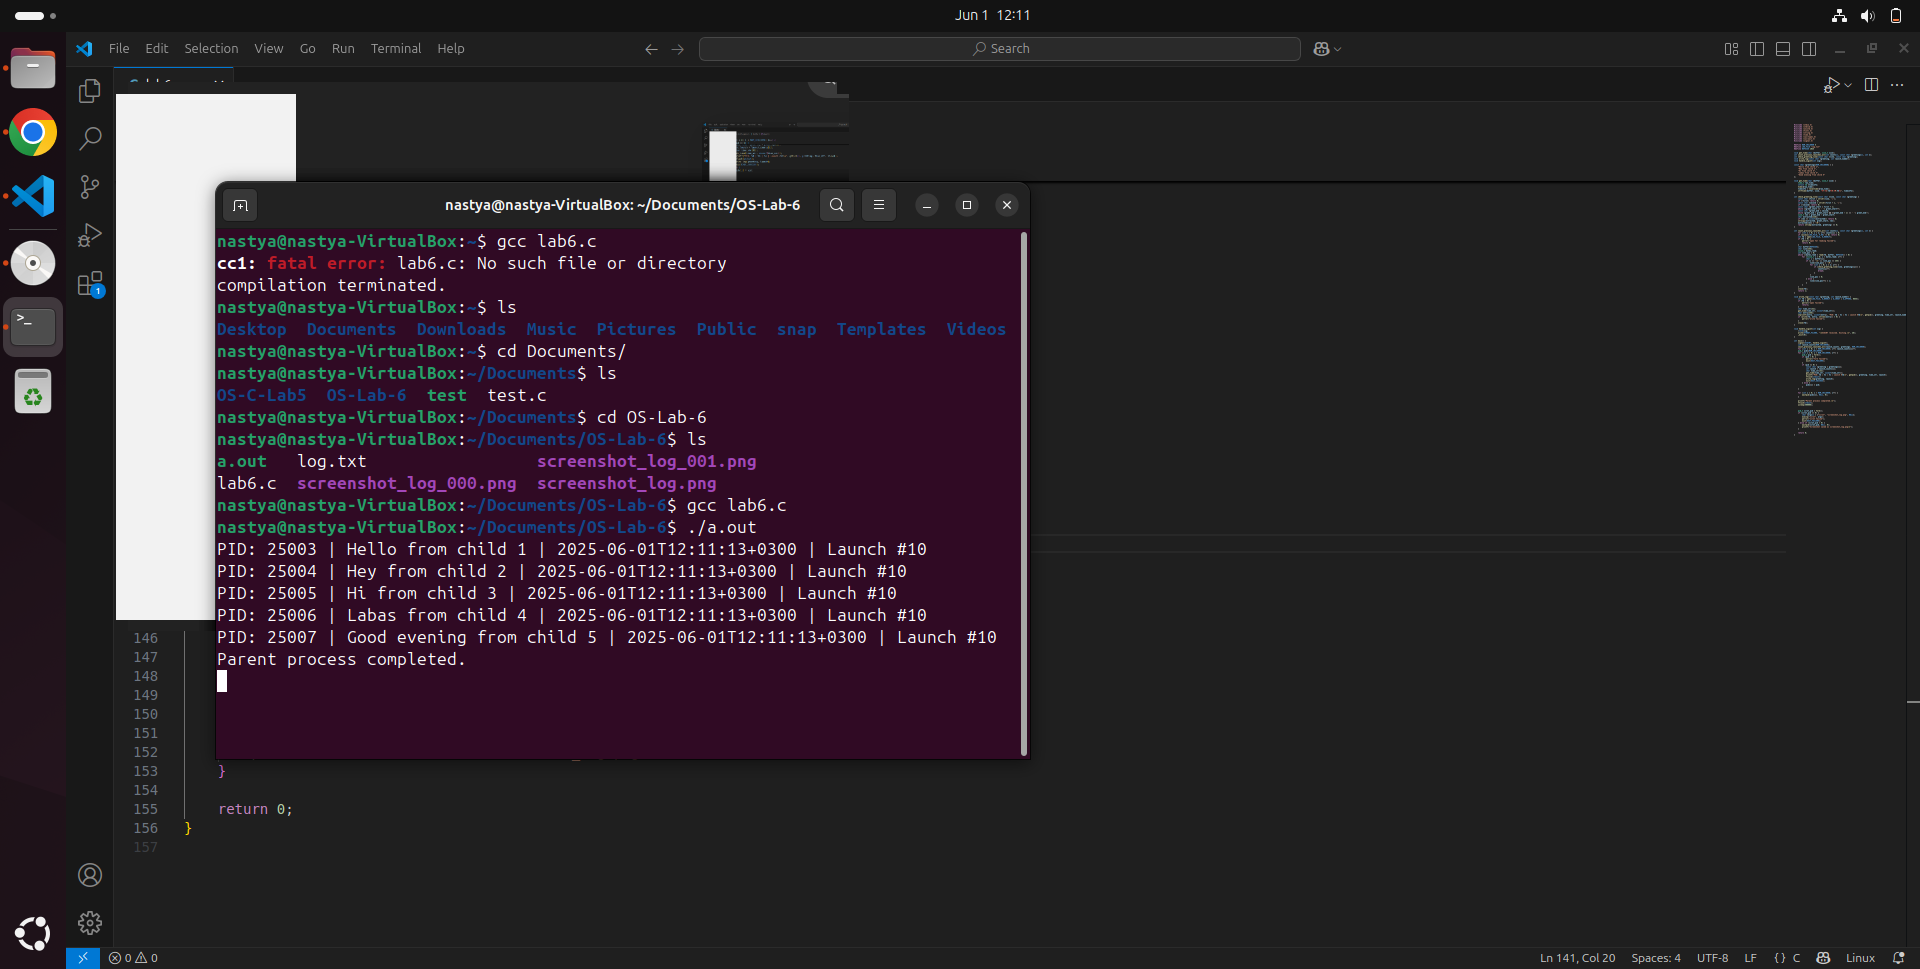 Jun 1 12:11
File Edit Selection View Go Run Terminal Help
Search
nastya@nastya-VirtualBox: ~/Documents/OS-Lab-6
nastya@nastya-VirtualBox:~$ gcc lab6.c
cc1: fatal error: lab6.c: No such file or directory
compilation terminated.
nastya@nastya-VirtualBox:~$ ls
Desktop Documents Downloads Music Pictures Public snap Templates Videos
nastya@nastya-VirtualBox:~$ cd Documents/
nastya@nastya-VirtualBox:~/Documents$ ls
OS-C-Lab5 OS-Lab-6 test test.c
nastya@nastya-VirtualBox:~/Documents$ cd OS-Lab-6
nastya@nastya-VirtualBox:~/Documents/OS-Lab-6$ ls
a.out log.txt screenshot_log_001.png
lab6.c screenshot_log_000.png screenshot_log.png
nastya@nastya-VirtualBox:~/Documents/OS-Lab-6$ gcc lab6.c
nastya@nastya-VirtualBox:~/Documents/OS-Lab-6$ ./a.out
PID: 25003 | Hello from child 1 | 2025-06-01T12:11:13+0300 | Launch #10
PID: 25004 | Hey from child 2 | 2025-06-01T12:11:13+0300 | Launch #10
PID: 25005 | Hi from child 3 | 2025-06-01T12:11:13+0300 | Launch #10
PID: 25006 | Labas from child 4 | 2025-06-01T12:11:13+0300 | Launch #10
PID: 25007 | Good evening from child 5 | 2025-06-01T12:11:13+0300 | Launch #10
Parent process completed.
1
146
147
148
149
150
151
152
153 }
154
155 return 0;
156 }
157
0 0
Ln 141, Col 20 Spaces: 4 UTF-8 LF {} C Linux